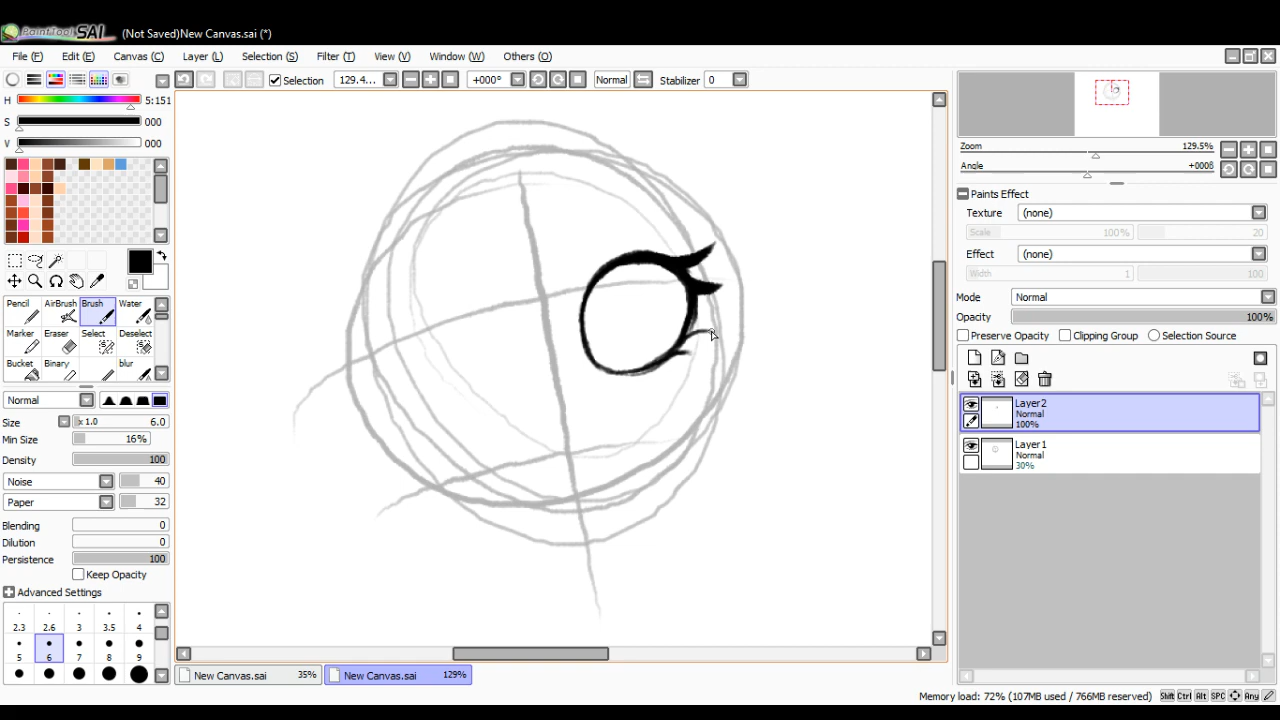 PaintTool SAI (Not Saved)New Canvas.sai (*)
File (F) Edit (E) Canvas (C) Layer (L) Selection (S) Filter (T) View (V) Window (W) Others (O)
Selection 129.4... +000° Normal Stabilizer 0
H 5:151
S 000
V 000
Zoom 129.5%
Angle +0008
Paints Effect
Texture (none)
Scale 100% 20
Effect (none)
Width 1 100
Mode Normal
Opacity 100%
Preserve Opacity Clipping Group Selection Source
Pencil AirBrush Brush Water
Marker Eraser Select Deselect
Bucket Binary blur
Normal
Size x 1.0 6.0
Min Size 16%
Density 100
Noise 40
Paper 32
Blending 0
Dilution 0
Persistence 100
Keep Opacity
Advanced Settings
2.3 2.6 3 3.5 4
5 6 7 8 9
Layer2
Normal
100%
Layer1
Normal
30%
New Canvas.sai 35% New Canvas.sai 129%
Memory load: 72% (107MB used / 766MB reserved) Shift Ctrl Alt SPC Any